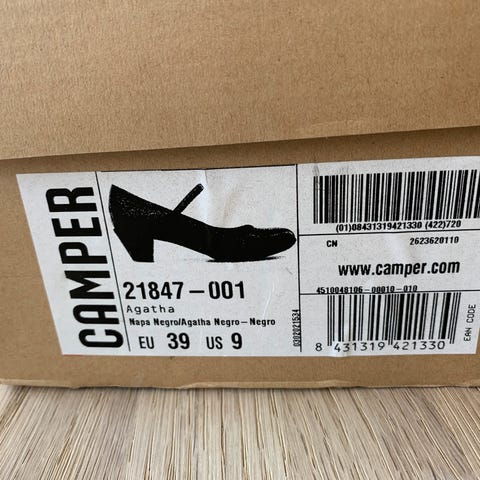 CAMPER
21847-001
Agatha
Napa Negro/Agatha Negro-Negro
EU 39 US 9
0302021534
(01)08431319421330 (422)720
CN 2623620110
www.camper.com
4510048106-00010-010
8 431319 421330
EAN CODE